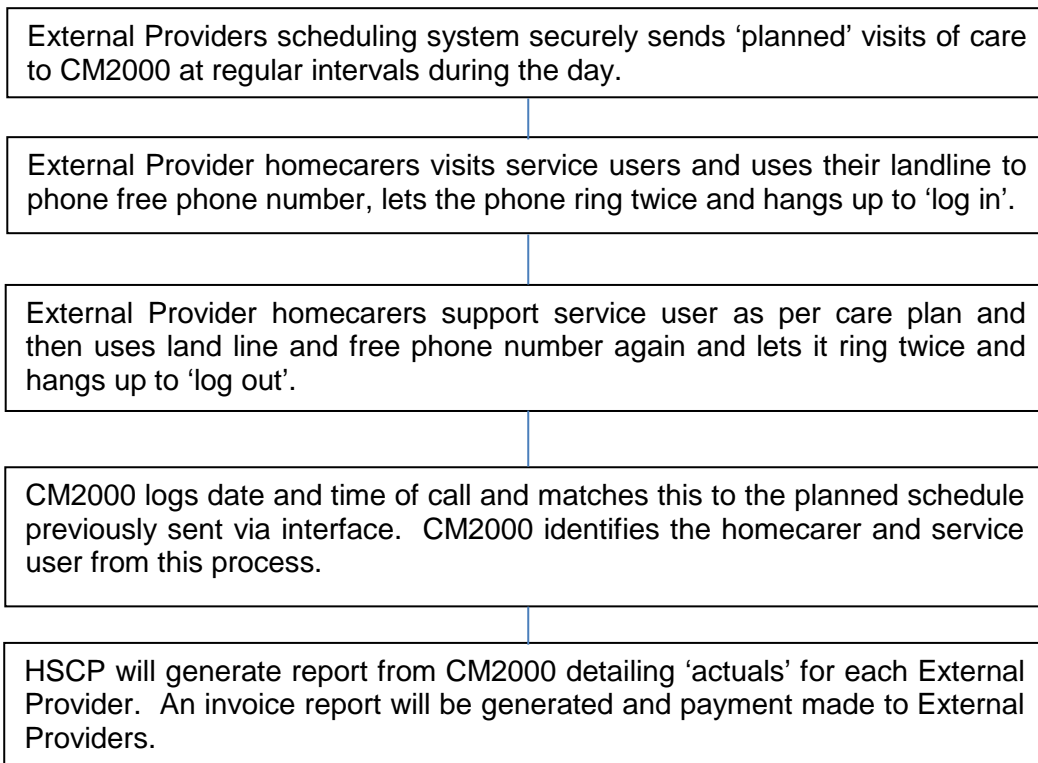 External Providers scheduling system securely sends ‘planned’ visits of care
to CM2000 at regular intervals during the day.
External Provider homecarers visits service users and uses their landline to
phone free phone number, lets the phone ring twice and hangs up to ‘log in’.
External Provider homecarers support service user as per care plan and
then uses land line and free phone number again and lets it ring twice and
hangs up to ‘log out’.
CM2000 logs date and time of call and matches this to the planned schedule
previously sent via interface. CM2000 identifies the homecarer and service
user from this process.
HSCP will generate report from CM2000 detailing ‘actuals’ for each External
Provider. An invoice report will be generated and payment made to External
Providers.